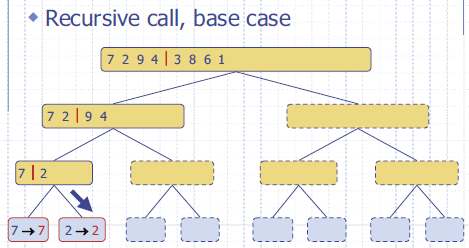 Recursive call, base case
7 2 9 4 | 3 8 6 1
7 2 | 9 4
7 | 2
7 → 7 2 → 2